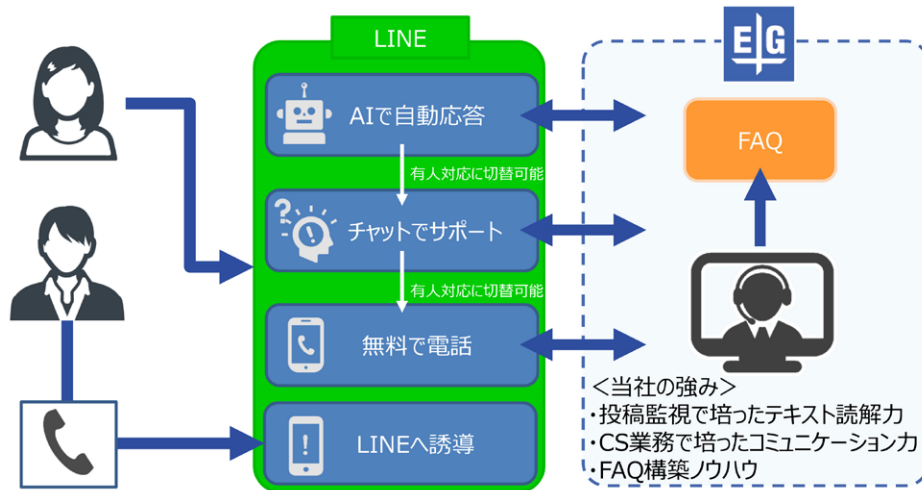 LINE
EG
AIで自動応答
FAQ
有人対応に切替可能
チャットでサポート
有人対応に切替可能
無料で電話
LINEへ誘導
<当社の強み>
・投稿監視で培ったテキスト読解力
・CS業務で培ったコミュニケーション力
・FAQ構築ノウハウ